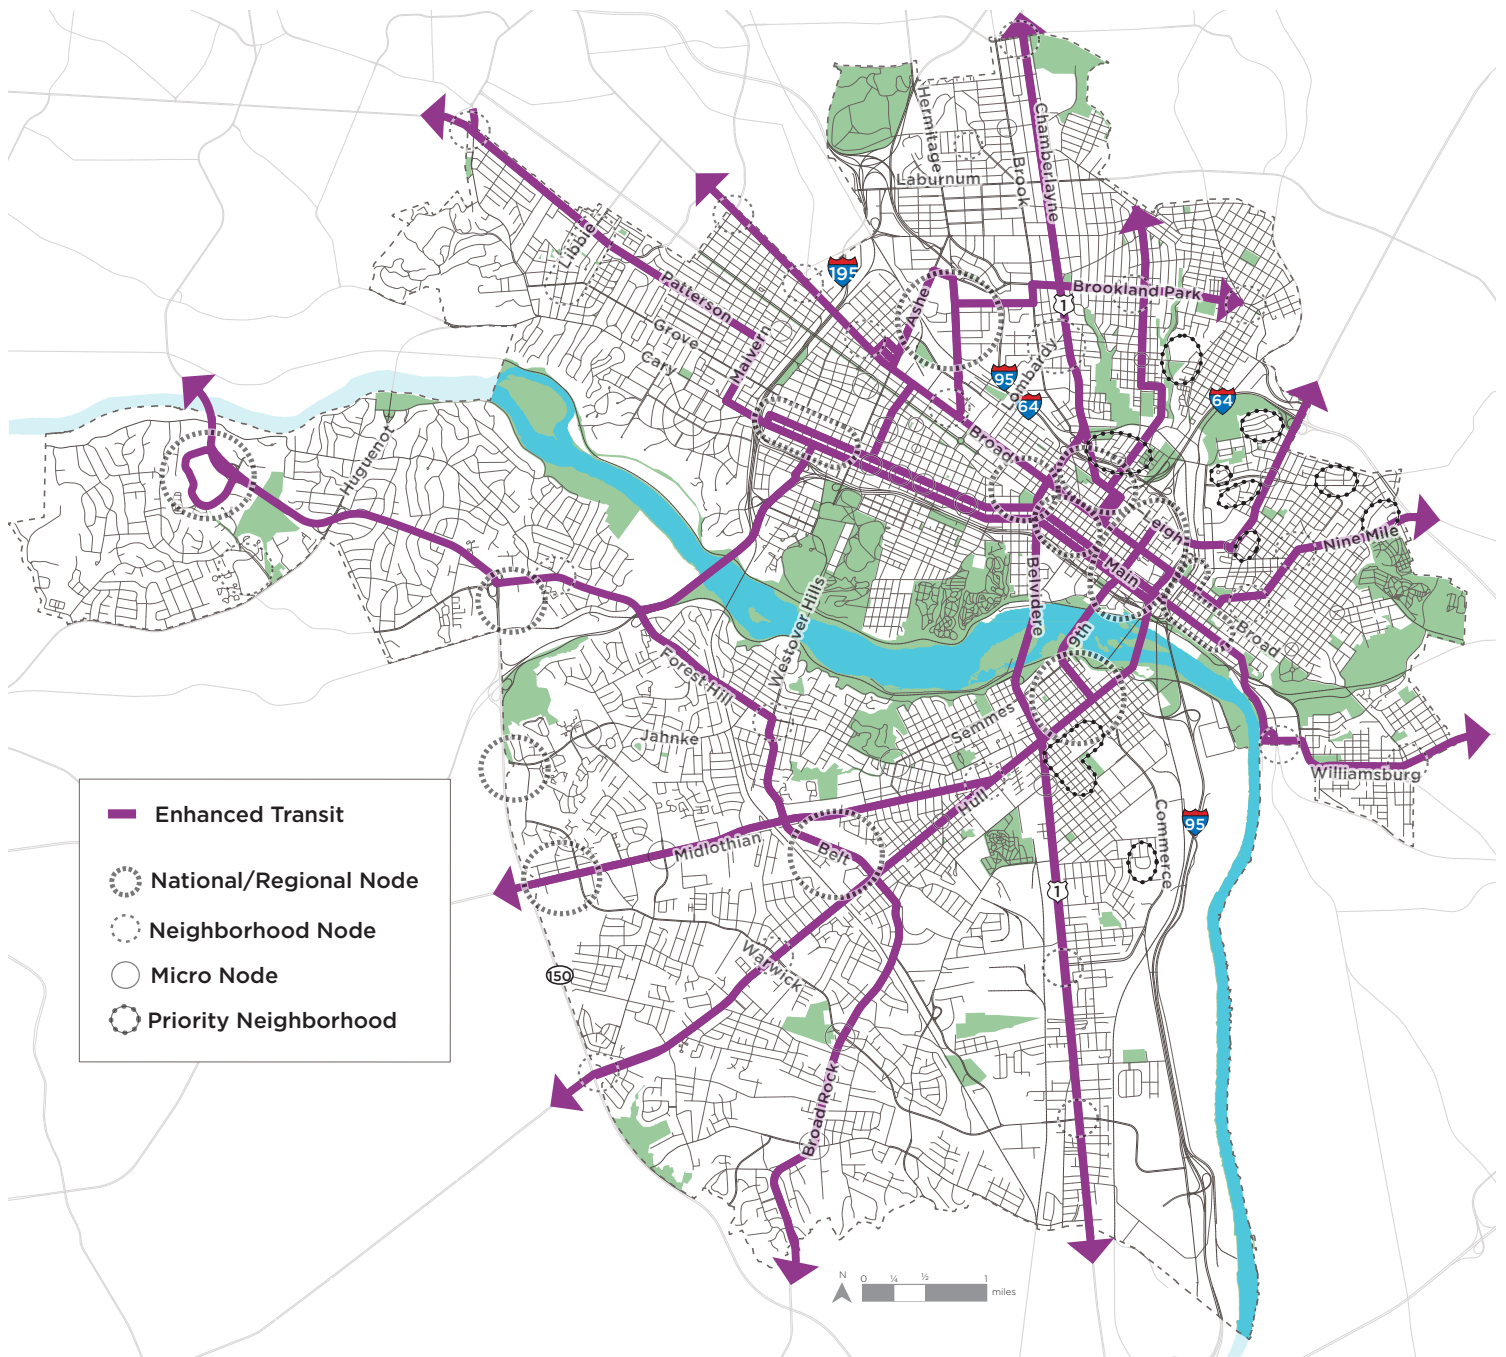 Hermitage
Chamberlayne
Brook
Laburnum
Libbie
195
Patterson
Ashe
Brookland Park
1
Grove
Malvern
Cary
Lombardy
95
64
64
Huguenot
Broad
Leigh
Nine Mile
Main
Belvidere
Westover Hills
9th
Broad
Forest Hill
Semmes
Jahnke
Williamsburg
Hull
Commerce
95
Midlothian
Belt
1
Warwick
150
Broad Rock
Enhanced Transit
National/Regional Node
Neighborhood Node
Micro Node
Priority Neighborhood
N
0 ¼ ½ 1
miles